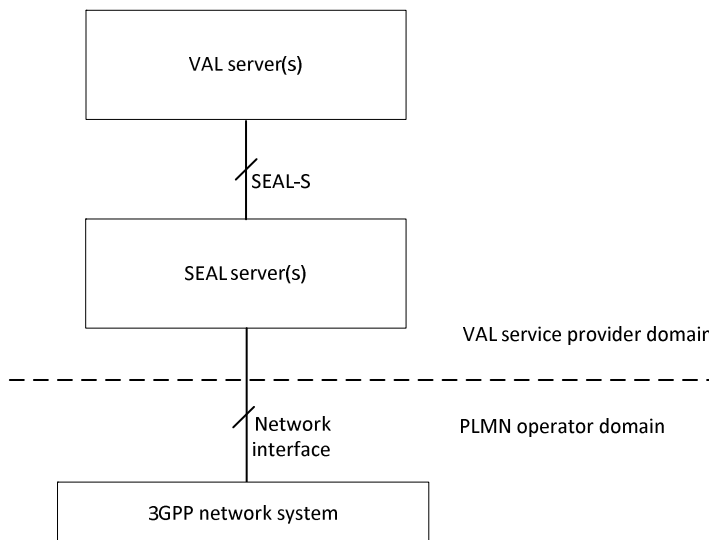 VAL server(s)
SEAL-S
SEAL server(s)
VAL service provider domain
Network
interface
PLMN operator domain
3GPP network system